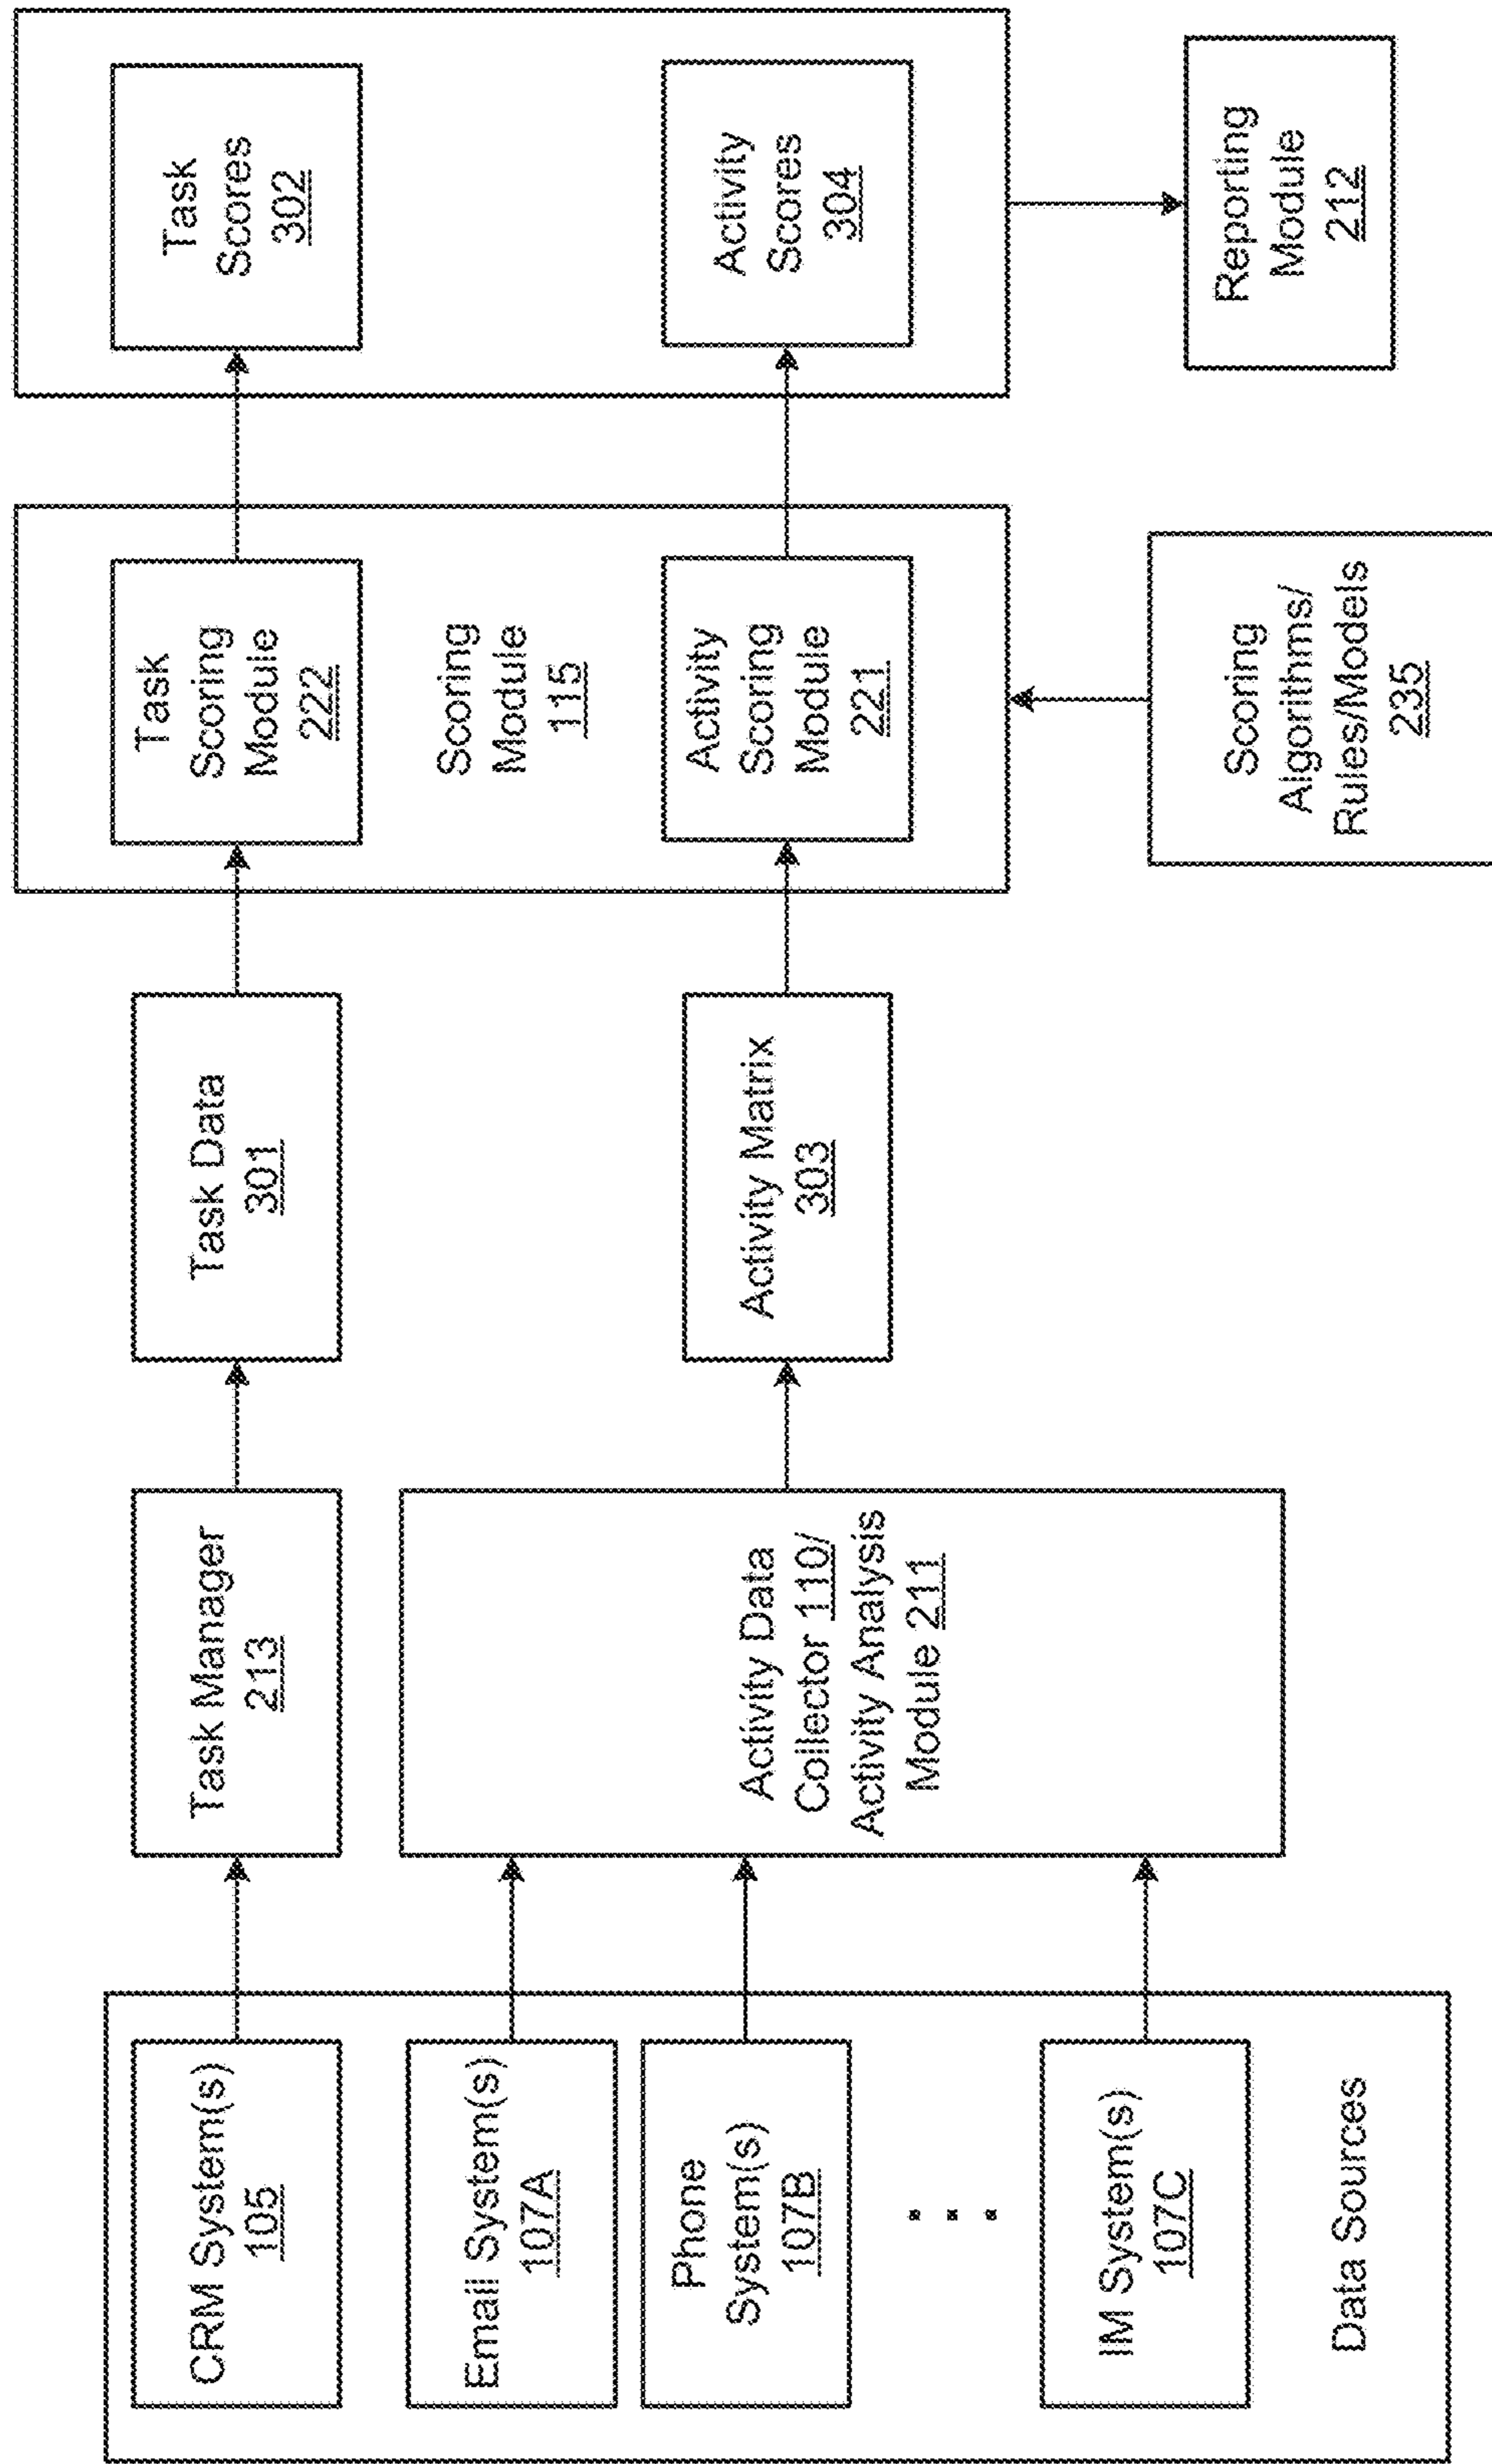 CRM System(s)
105
Email System(s)
107A
Phone
System(s)
107B
IM System(s)
107C
Data Sources
Task Manager
213
Activity Data
Collector 110/
Activity Analysis
Module 211
Task Data
301
Activity Matrix
303
Task
Scoring
Module
222
Scoring
Module
115
Activity
Scoring
Module
221
Scoring
Algorithms/
Rules/Models
235
Task
Scores
302
Activity
Scores
304
Reporting
Module
212